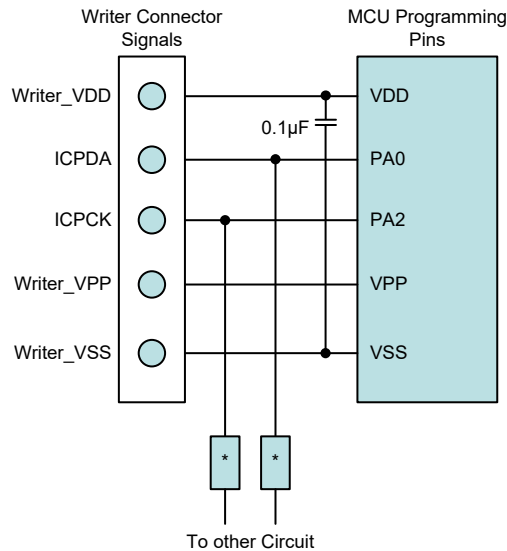 Writer Connector
Signals
MCU Programming
Pins
Writer_VDD
VDD
0.1μF
ICPDA
PA0
ICPCK
PA2
Writer_VPP
VPP
Writer_VSS
VSS
*
*
To other Circuit